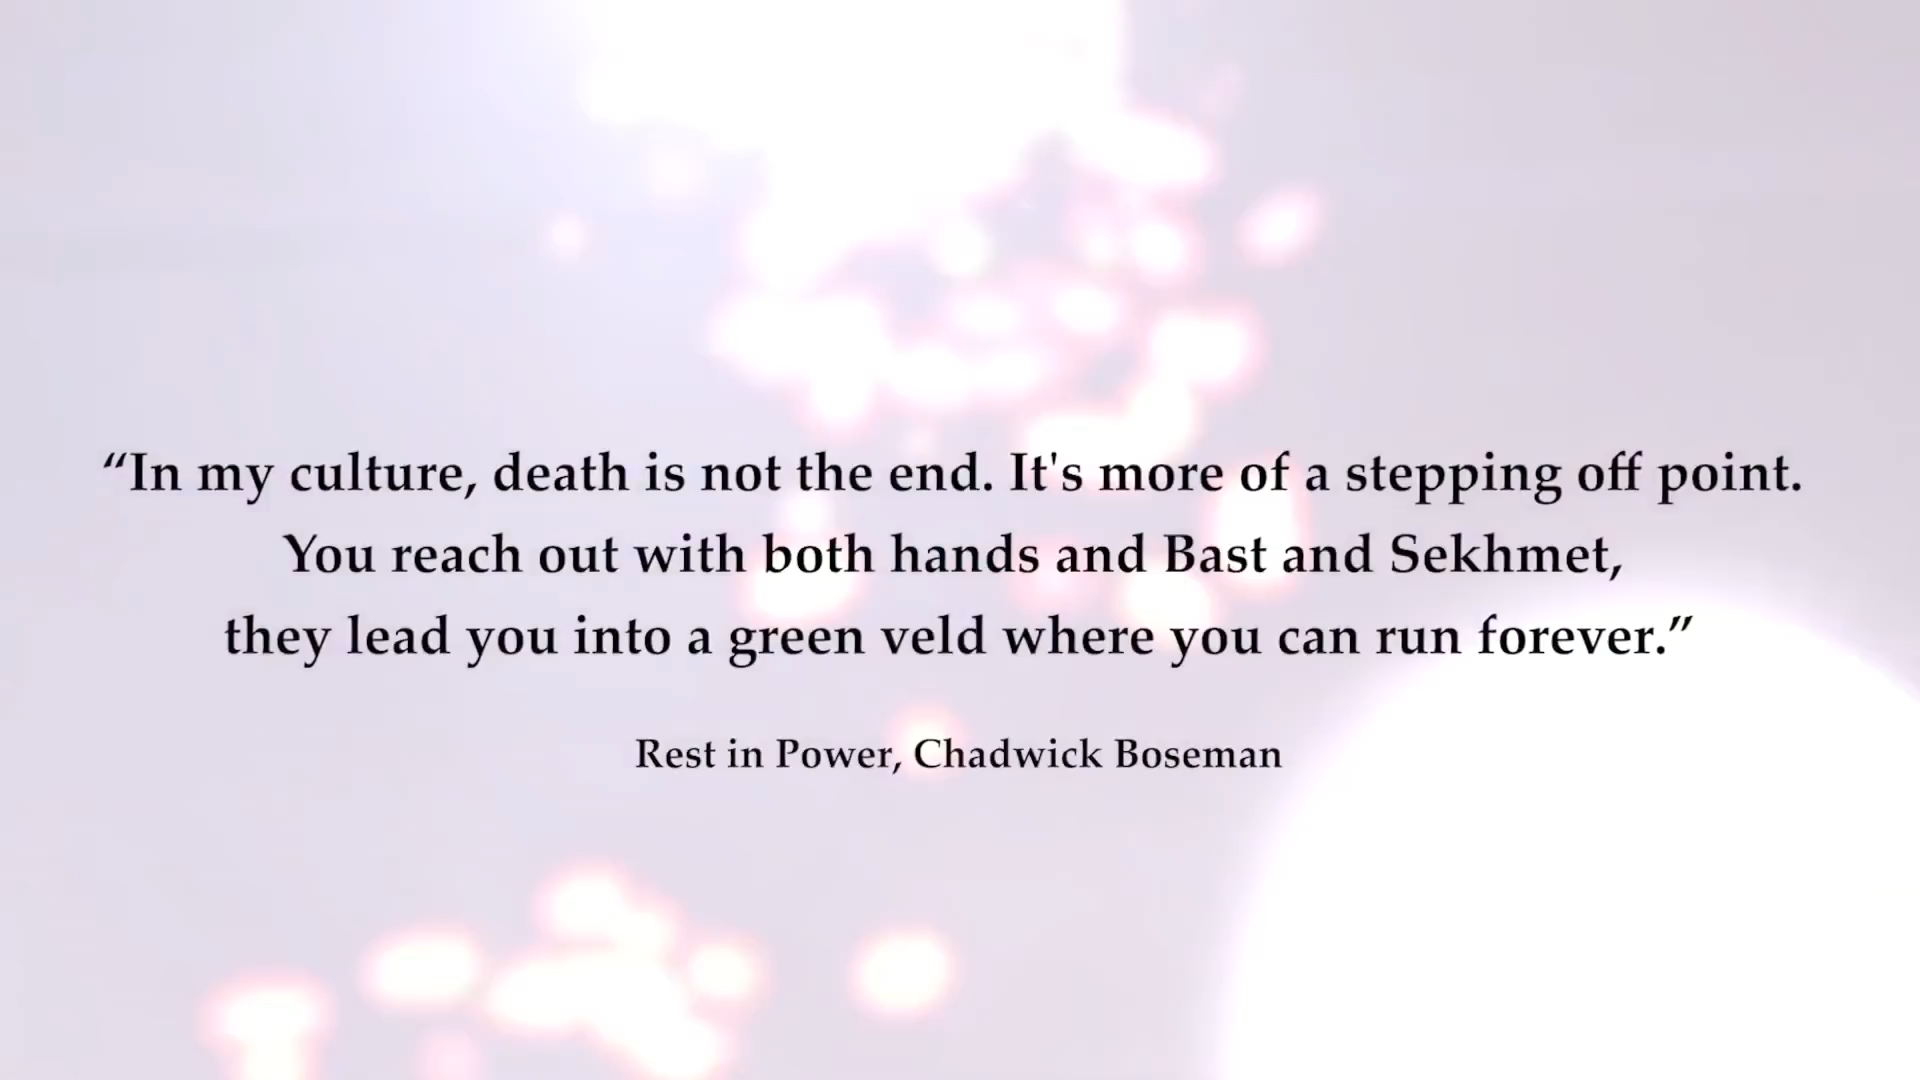 “In my culture, death is not the end. It's more of a stepping off point.
You reach out with both hands and Bast and Sekhmet,
they lead you into a green veld where you can run forever.”
Rest in Power, Chadwick Boseman